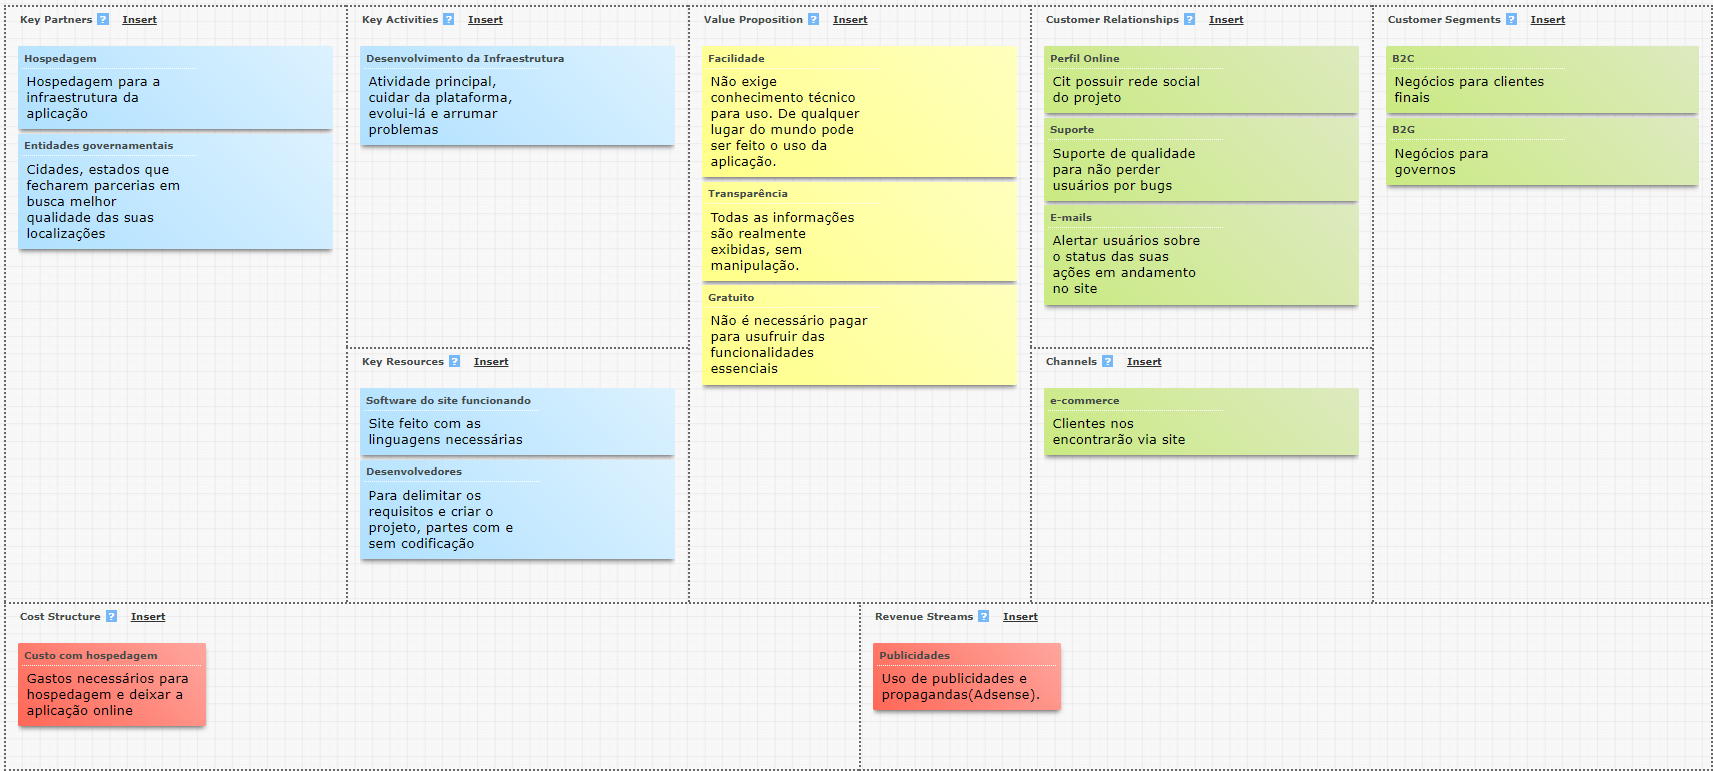 Key Partners ? Insert
Hospedagem
Hospedagem para a
infraestrutura da
aplicação
Entidades governamentais
Cidades, estados que
fecharem parcerias em
busca melhor
qualidade das suas
localizações
Key Activities ? Insert
Desenvolvimento da Infraestrutura
Atividade principal,
cuidar da plataforma,
evolui-lá e arrumar
problemas
Key Resources ? Insert
Software do site funcionando
Site feito com as
linguagens necessárias
Desenvolvedores
Para delimitar os
requisitos e criar o
projeto, partes com e
sem codificação
Value Proposition ? Insert
Facilidade
Não exige
conhecimento técnico
para uso. De qualquer
lugar do mundo pode
ser feito o uso da
aplicação.
Transparência
Todas as informações
são realmente
exibidas, sem
manipulação.
Gratuito
Não é necessário pagar
para usufruir das
funcionalidades
essenciais
Customer Relationships ? Insert
Perfil Online
Cit possuir rede social
do projeto
Suporte
Suporte de qualidade
para não perder
usuários por bugs
E-mails
Alertar usuários sobre
o status das suas
ações em andamento
no site
Channels ? Insert
e-commerce
Clientes nos
encontrarão via site
Customer Segments ? Insert
B2C
Negócios para clientes
finais
B2G
Negócios para
governos
Cost Structure ? Insert
Custo com hospedagem
Gastos necessários para
hospedagem e deixar a
aplicação online
Revenue Streams ? Insert
Publicidades
Uso de publicidades e
propagandas(Adsense).